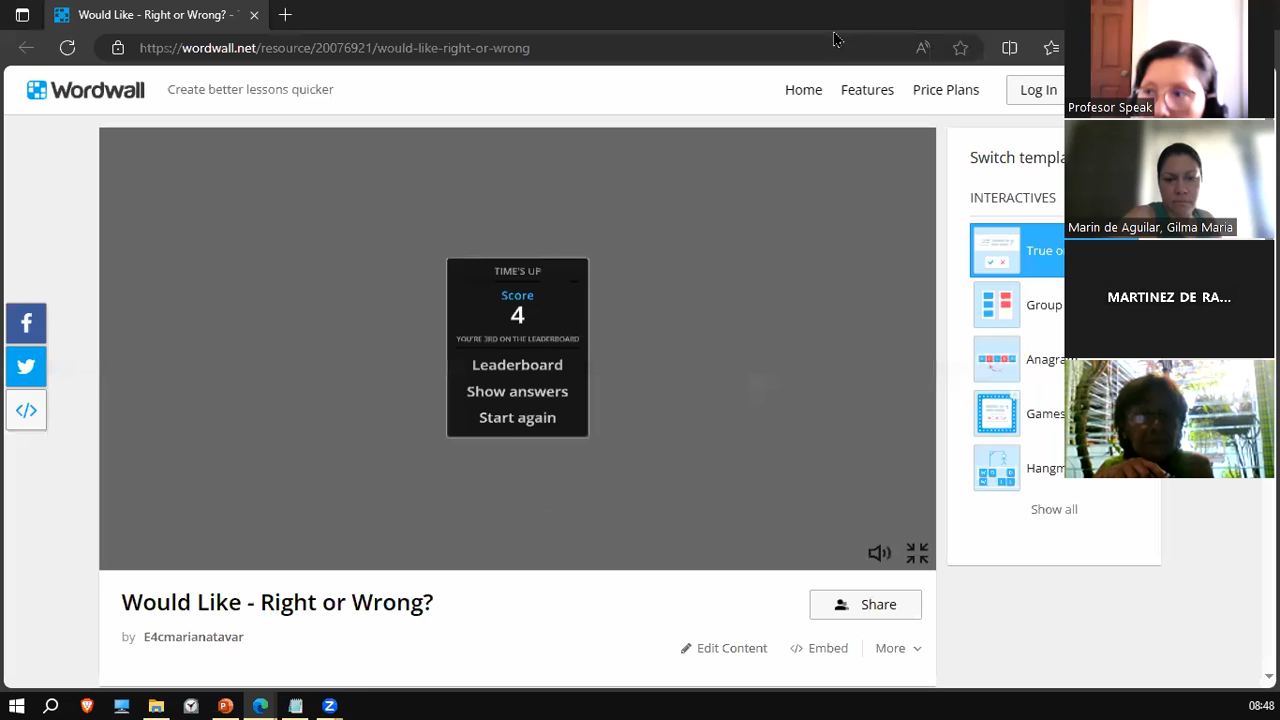 Would Like - Right or Wrong? -
https://wordwall.net/resource/20076921/would-like-right-or-wrong
Wordwall
Create better lessons quicker
Home
Features
Price Plans
Log In
Profesor Speak
Marin de Aguilar, Gilma Maria
MARTINEZ DE RA...
TIME'S UP
Score
4
YOU'RE 3RD ON THE LEADERBOARD
Leaderboard
Show answers
Start again
INTERACTIVES
True o
Group
Anagra
Games
Hangm
Show all
Switch templa
Would Like - Right or Wrong?
by E4cmarianatavar
Share
Edit Content
</> Embed
More
08:48